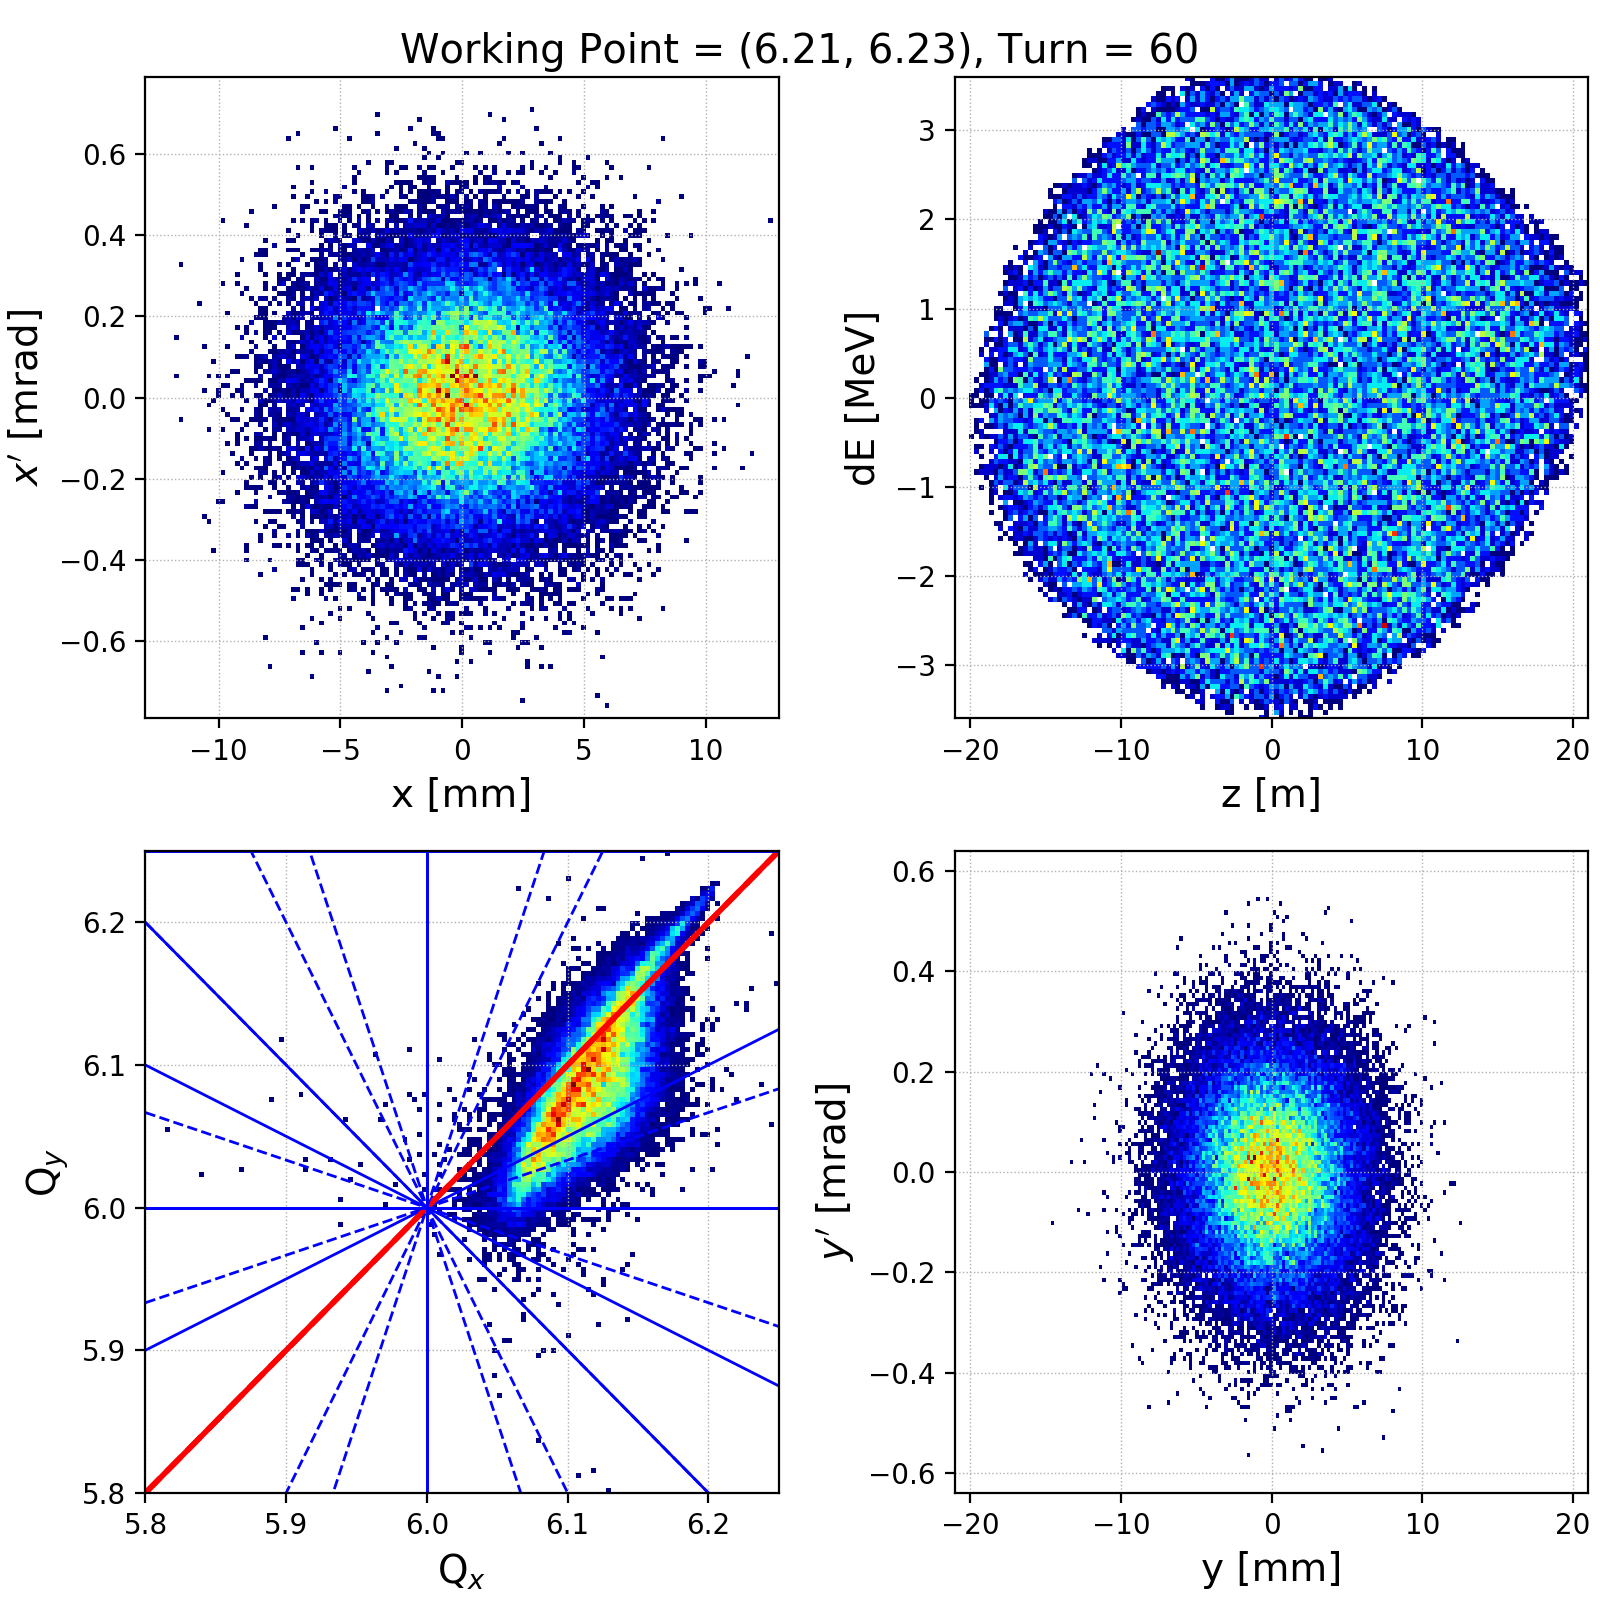 Working Point = (6.21, 6.23), Turn = 60
0.6
0.4
0.2
0.0
−0.2
−0.4
−0.6
x′ [mrad]
−10 −5 0 5 10
x [mm]
3
2
1
0
−1
−2
−3
dE [MeV]
−20 −10 0 10 20
z [m]
6.2
6.1
6.0
5.9
5.8
Qy
5.8 5.9 6.0 6.1 6.2
Qx
0.6
0.4
0.2
0.0
−0.2
−0.4
−0.6
y′ [mrad]
−20 −10 0 10 20
y [mm]